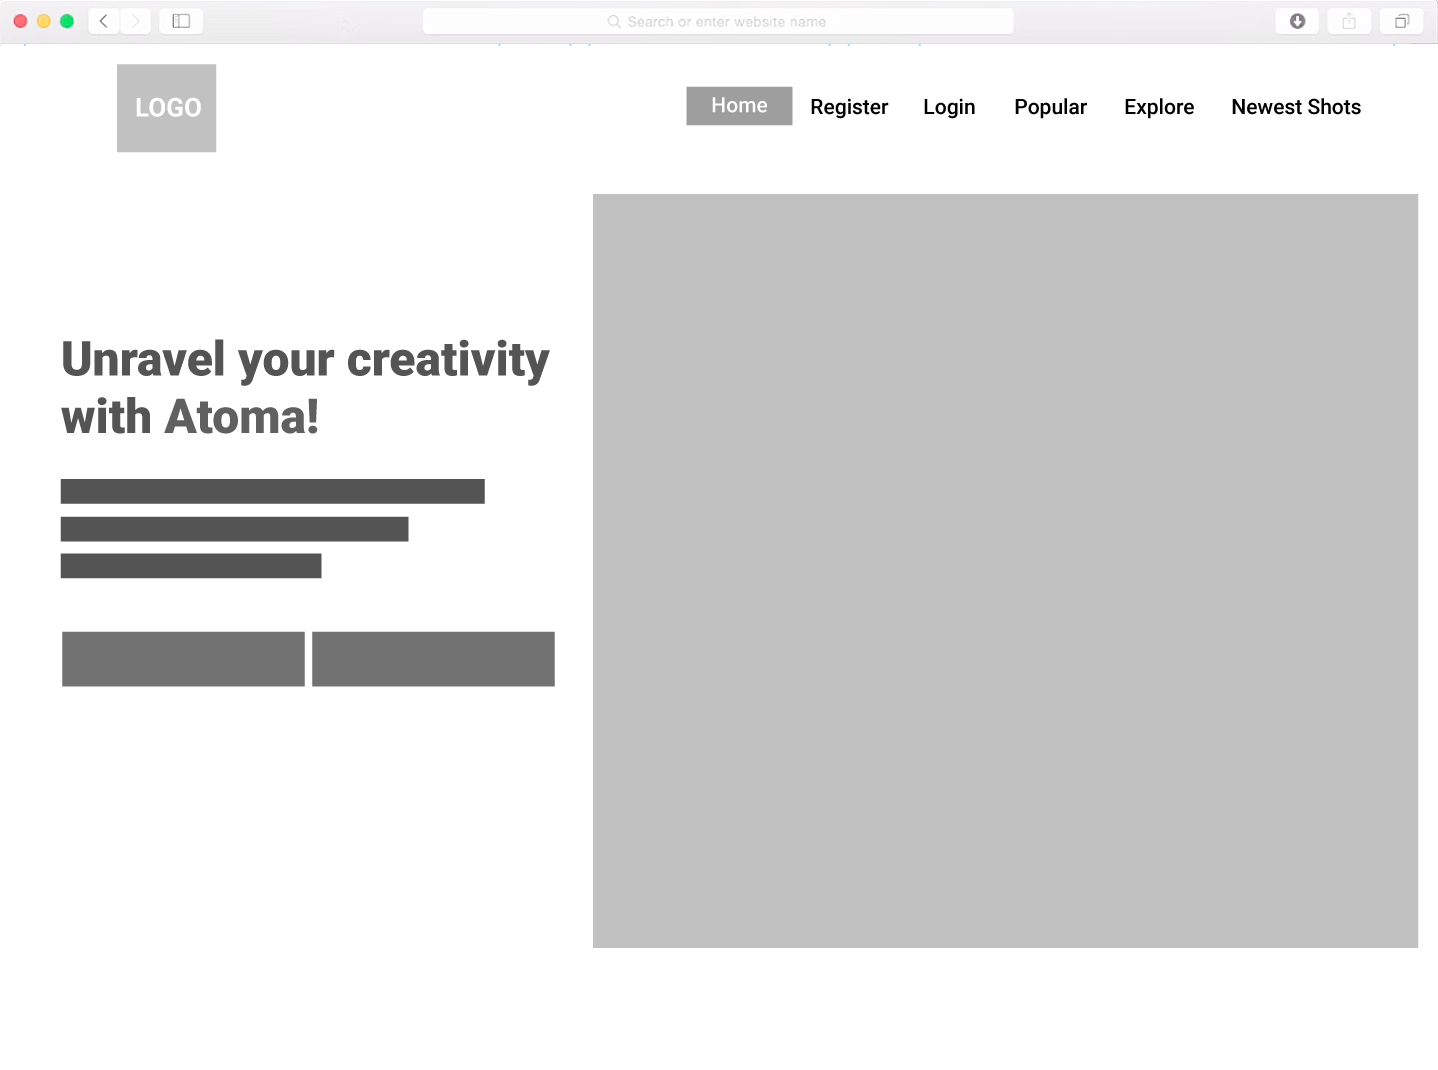 Search or enter website name
LOGO
Home Register Login Popular Explore Newest Shots
Unravel your creativity
with Atoma!